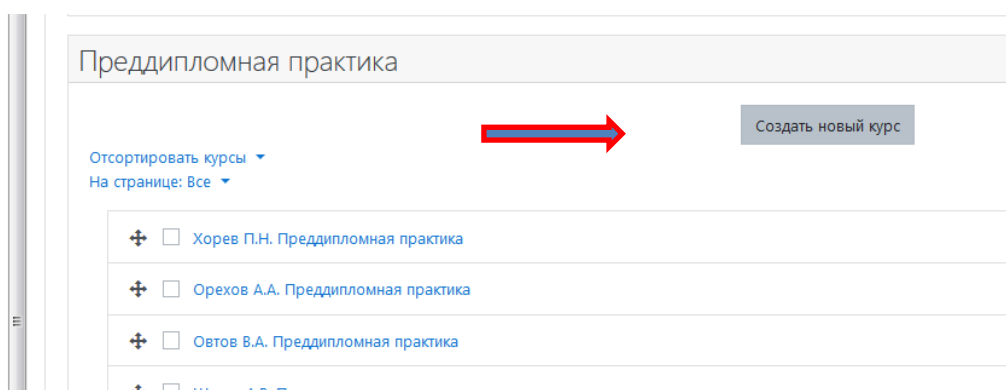 Преддипломная практика
Создать новый курс
Отсортировать курсы
На странице: Все
Хорев П.Н. Преддипломная практика
Орехов А.А. Преддипломная практика
Овтов В.А. Преддипломная практика